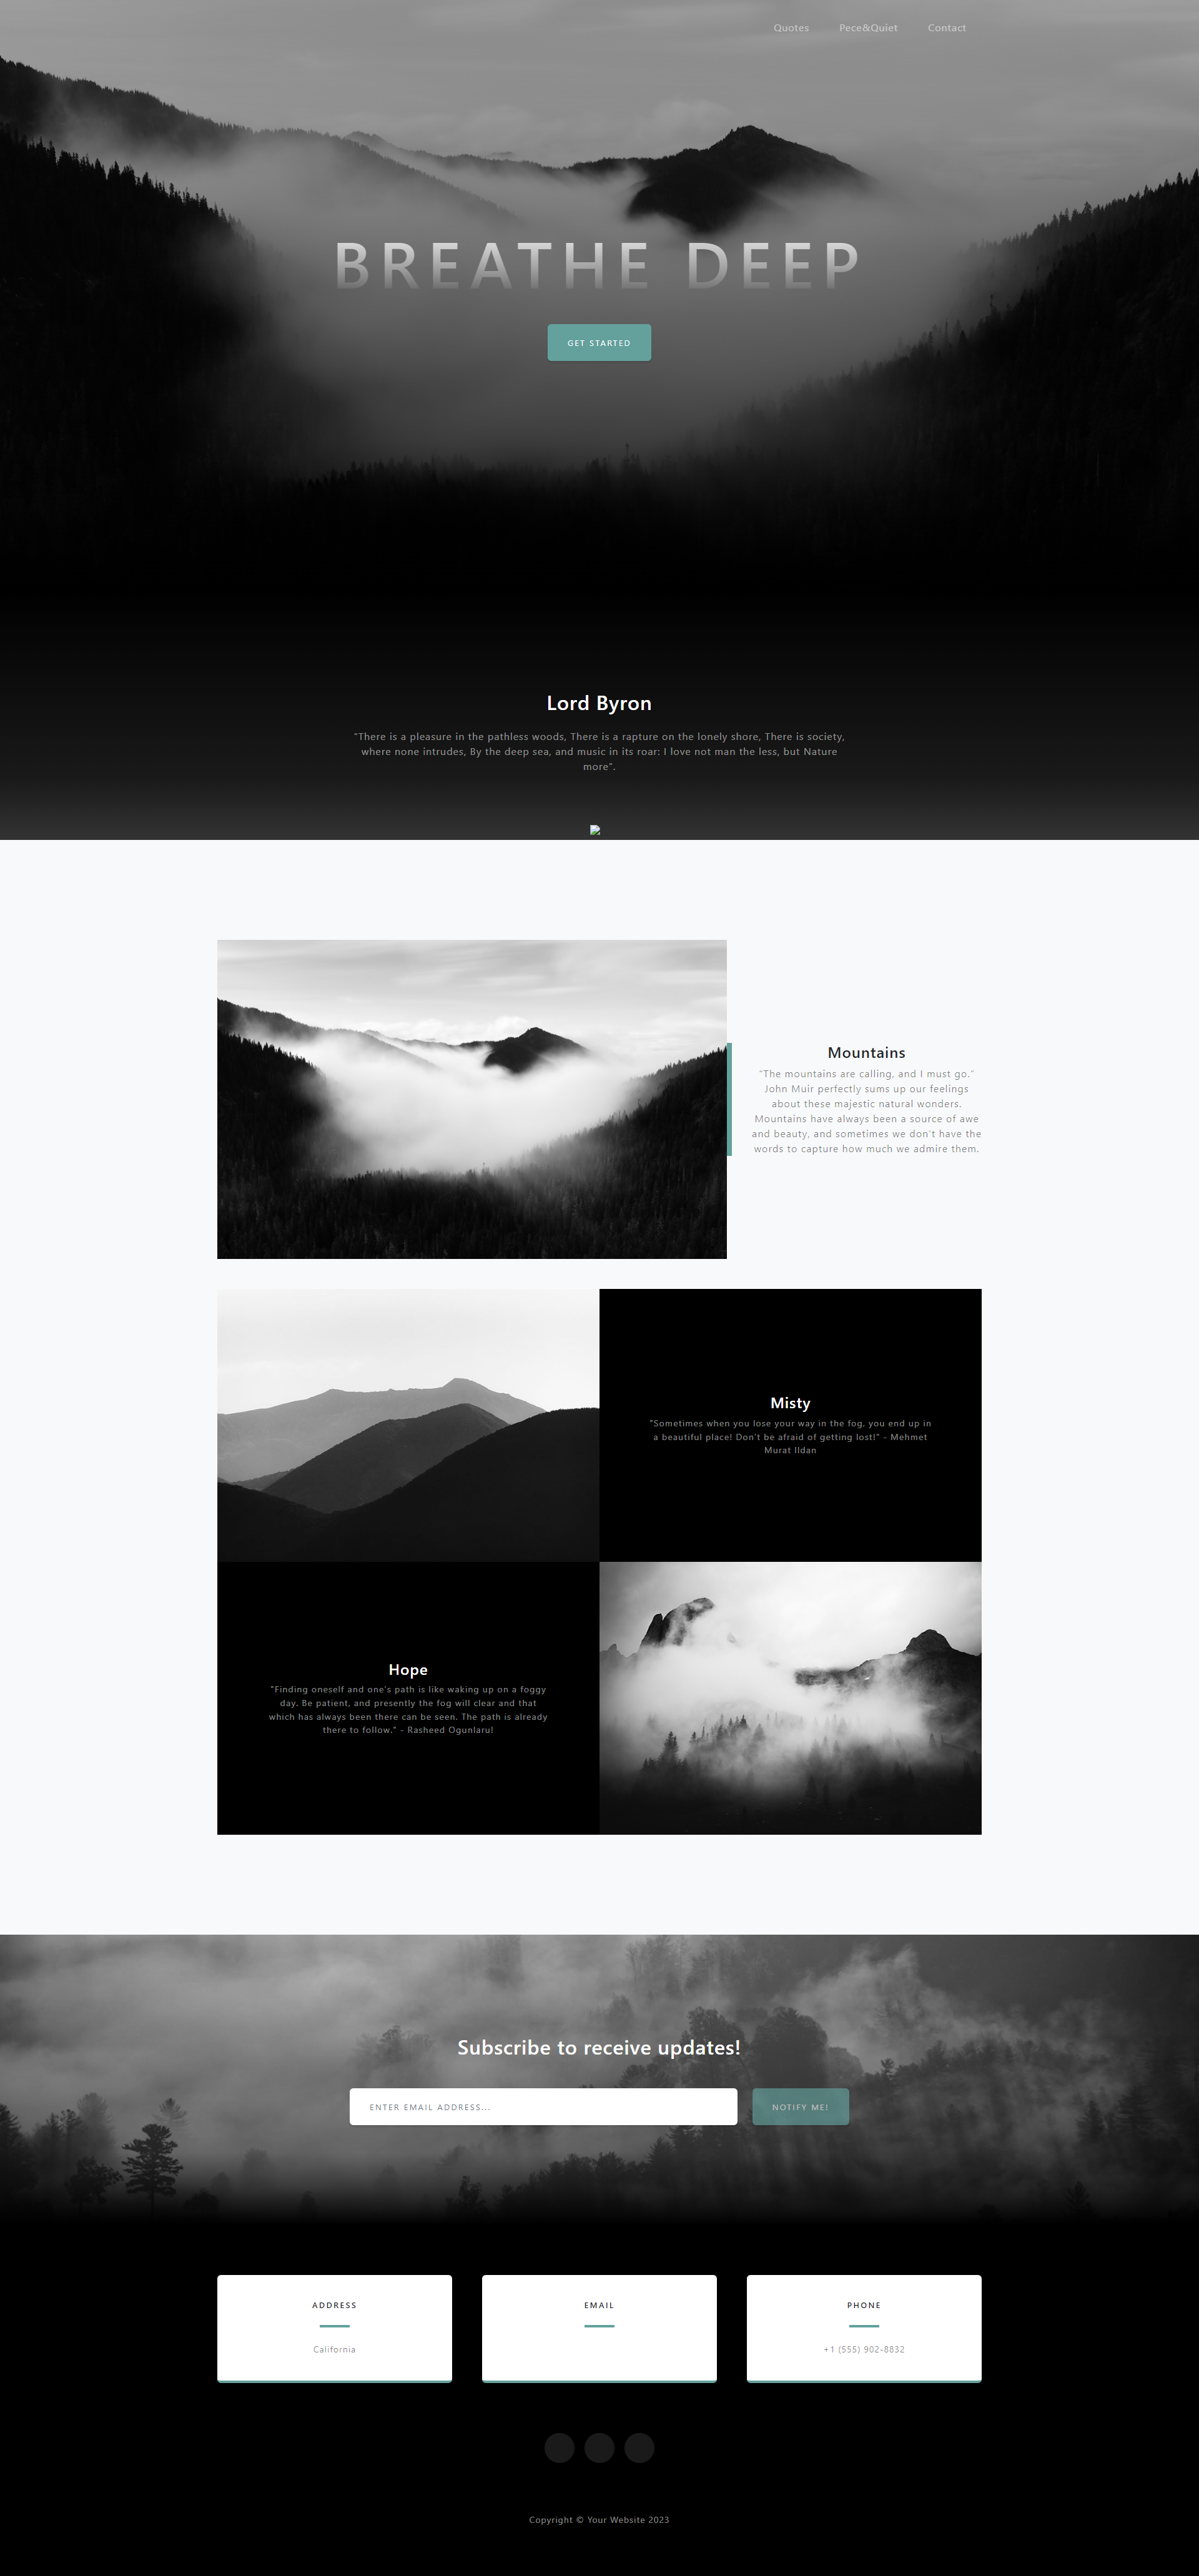 Quotes Pece&Quiet Contact
BREATHE DEEP
GET STARTED
Lord Byron
"There is a pleasure in the pathless woods, There is a rapture on the lonely shore, There is society,
where none intrudes, By the deep sea, and music in its roar: I love not man the less, but Nature
more".
Mountains
"The mountains are calling, and I must go."
John Muir perfectly sums up our feelings
about these majestic natural wonders.
Mountains have always been a source of awe
and beauty, and sometimes we don't have the
words to capture how much we admire them.
Misty
"Sometimes when you lose your way in the fog, you end up in
a beautiful place! Don't be afraid of getting lost!" - Mehmet
Murat Ildan
Hope
"Finding oneself and one's path is like waking up on a foggy
day. Be patient, and presently the fog will clear and that
which has always been there can be seen. The path is already
there to follow." - Rasheed Ogunlaru!
Subscribe to receive updates!
ENTER EMAIL ADDRESS...
NOTIFY ME!
ADDRESS
California
EMAIL
PHONE
+1 (555) 902-8832
Copyright © Your Website 2023